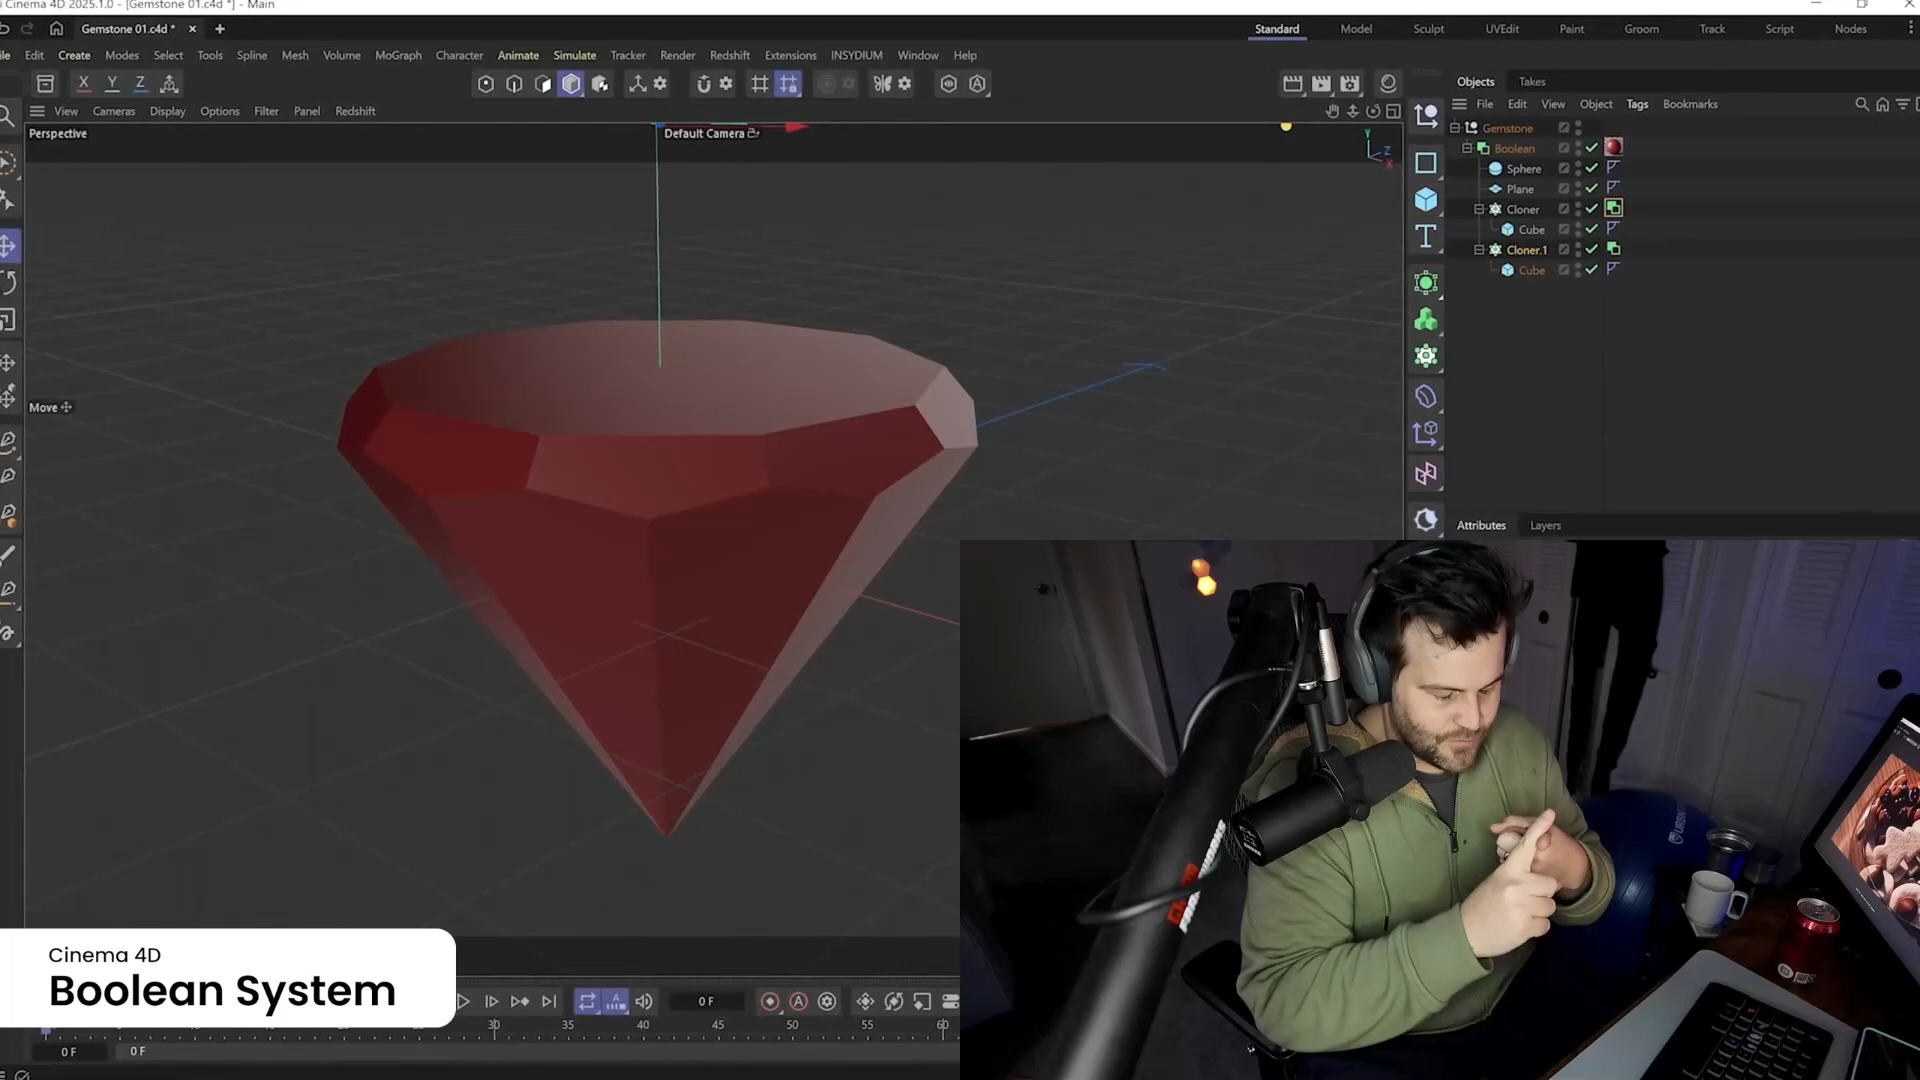 Cinema 4D 2025.1.0 - [Gemstone 01.c4d *] - Main
Gemstone 01.c4d *
Standard Model Sculpt UVEdit Paint Groom Track Script Nodes
Edit Create Modes Select Tools Spline Mesh Volume MoGraph Character Animate Simulate Tracker Render Redshift Extensions INSYDIUM Window Help
X Y Z
Objects Takes
View Cameras Display Options Filter Panel Redshift
File Edit View Object Tags Bookmarks
Perspective
Default Camera
Y
Z
X
Gemstone
Boolean
Sphere
Plane
Cloner
Cube
Cloner.1
Cube
Move
Attributes Layers
Cinema 4D
Boolean System
0 F
30 35 40 45 50 55 60
0 F 0 F